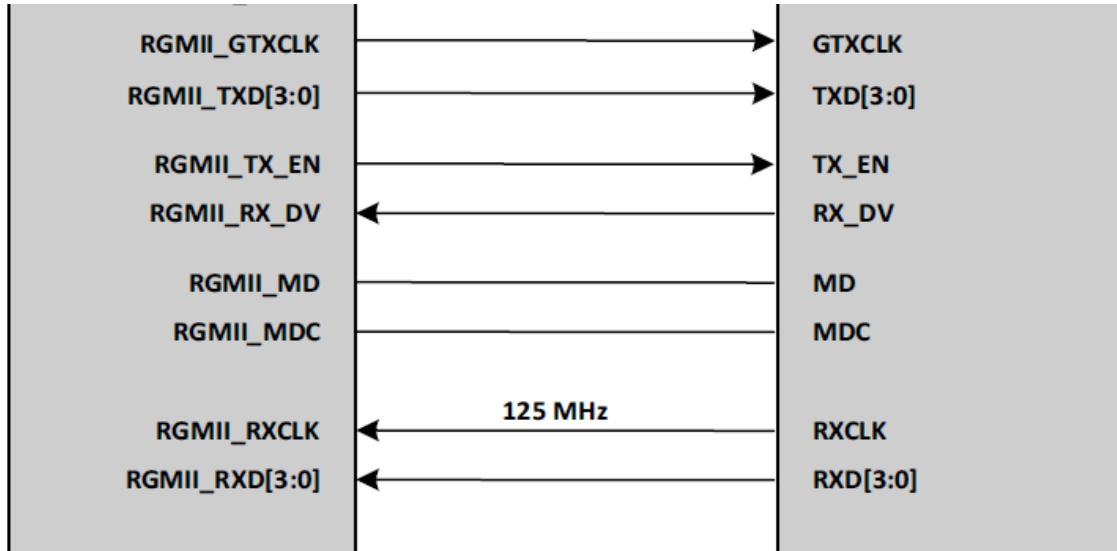 RGMII_GTXCLK GTXCLK
RGMII_TXD[3:0] TXD[3:0]
RGMII_TX_EN TX_EN
RGMII_RX_DV RX_DV
RGMII_MD MD
RGMII_MDC MDC
125 MHz
RGMII_RXCLK RXCLK
RGMII_RXD[3:0] RXD[3:0]